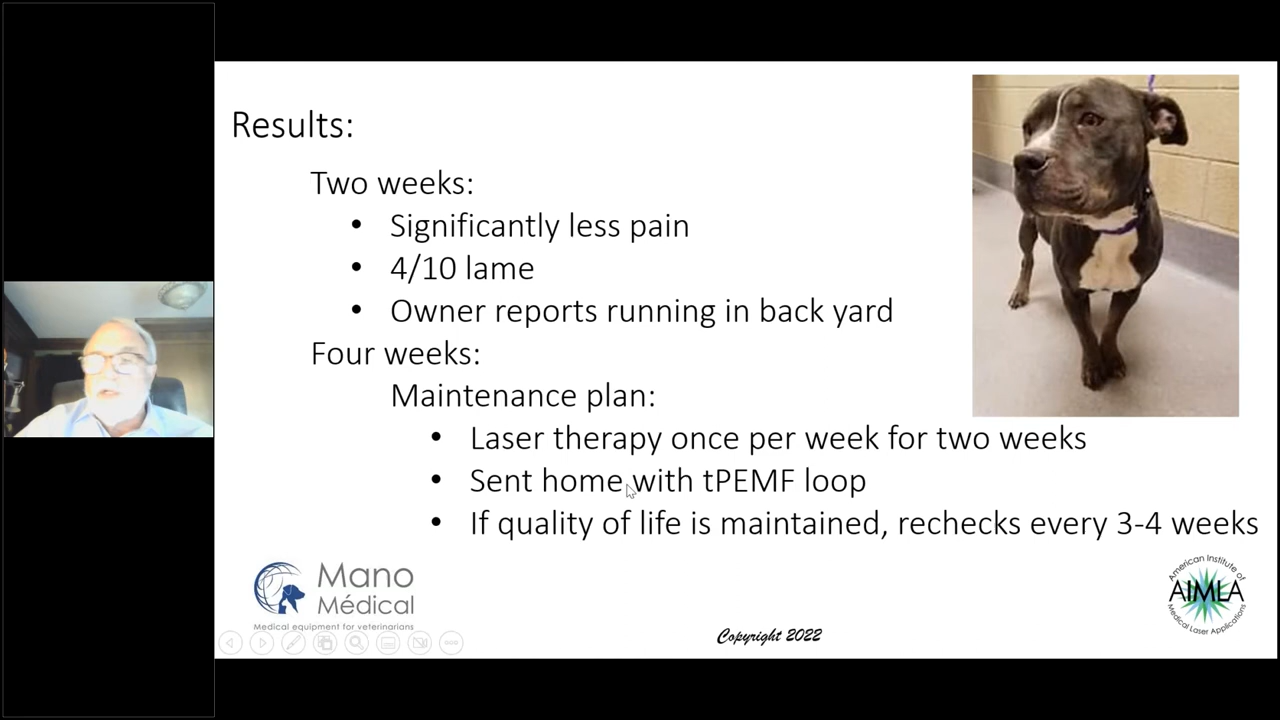 Results:
Two weeks:
• Significantly less pain
• 4/10 lame
• Owner reports running in back yard
Four weeks:
Maintenance plan:
• Laser therapy once per week for two weeks
• Sent home with tPEMF loop
• If quality of life is maintained, rechecks every 3-4 weeks
Mano
Médical
Medical equipment for veterinarians
Copyright 2022
American Institute of
AIMLA
Medical Laser Applications